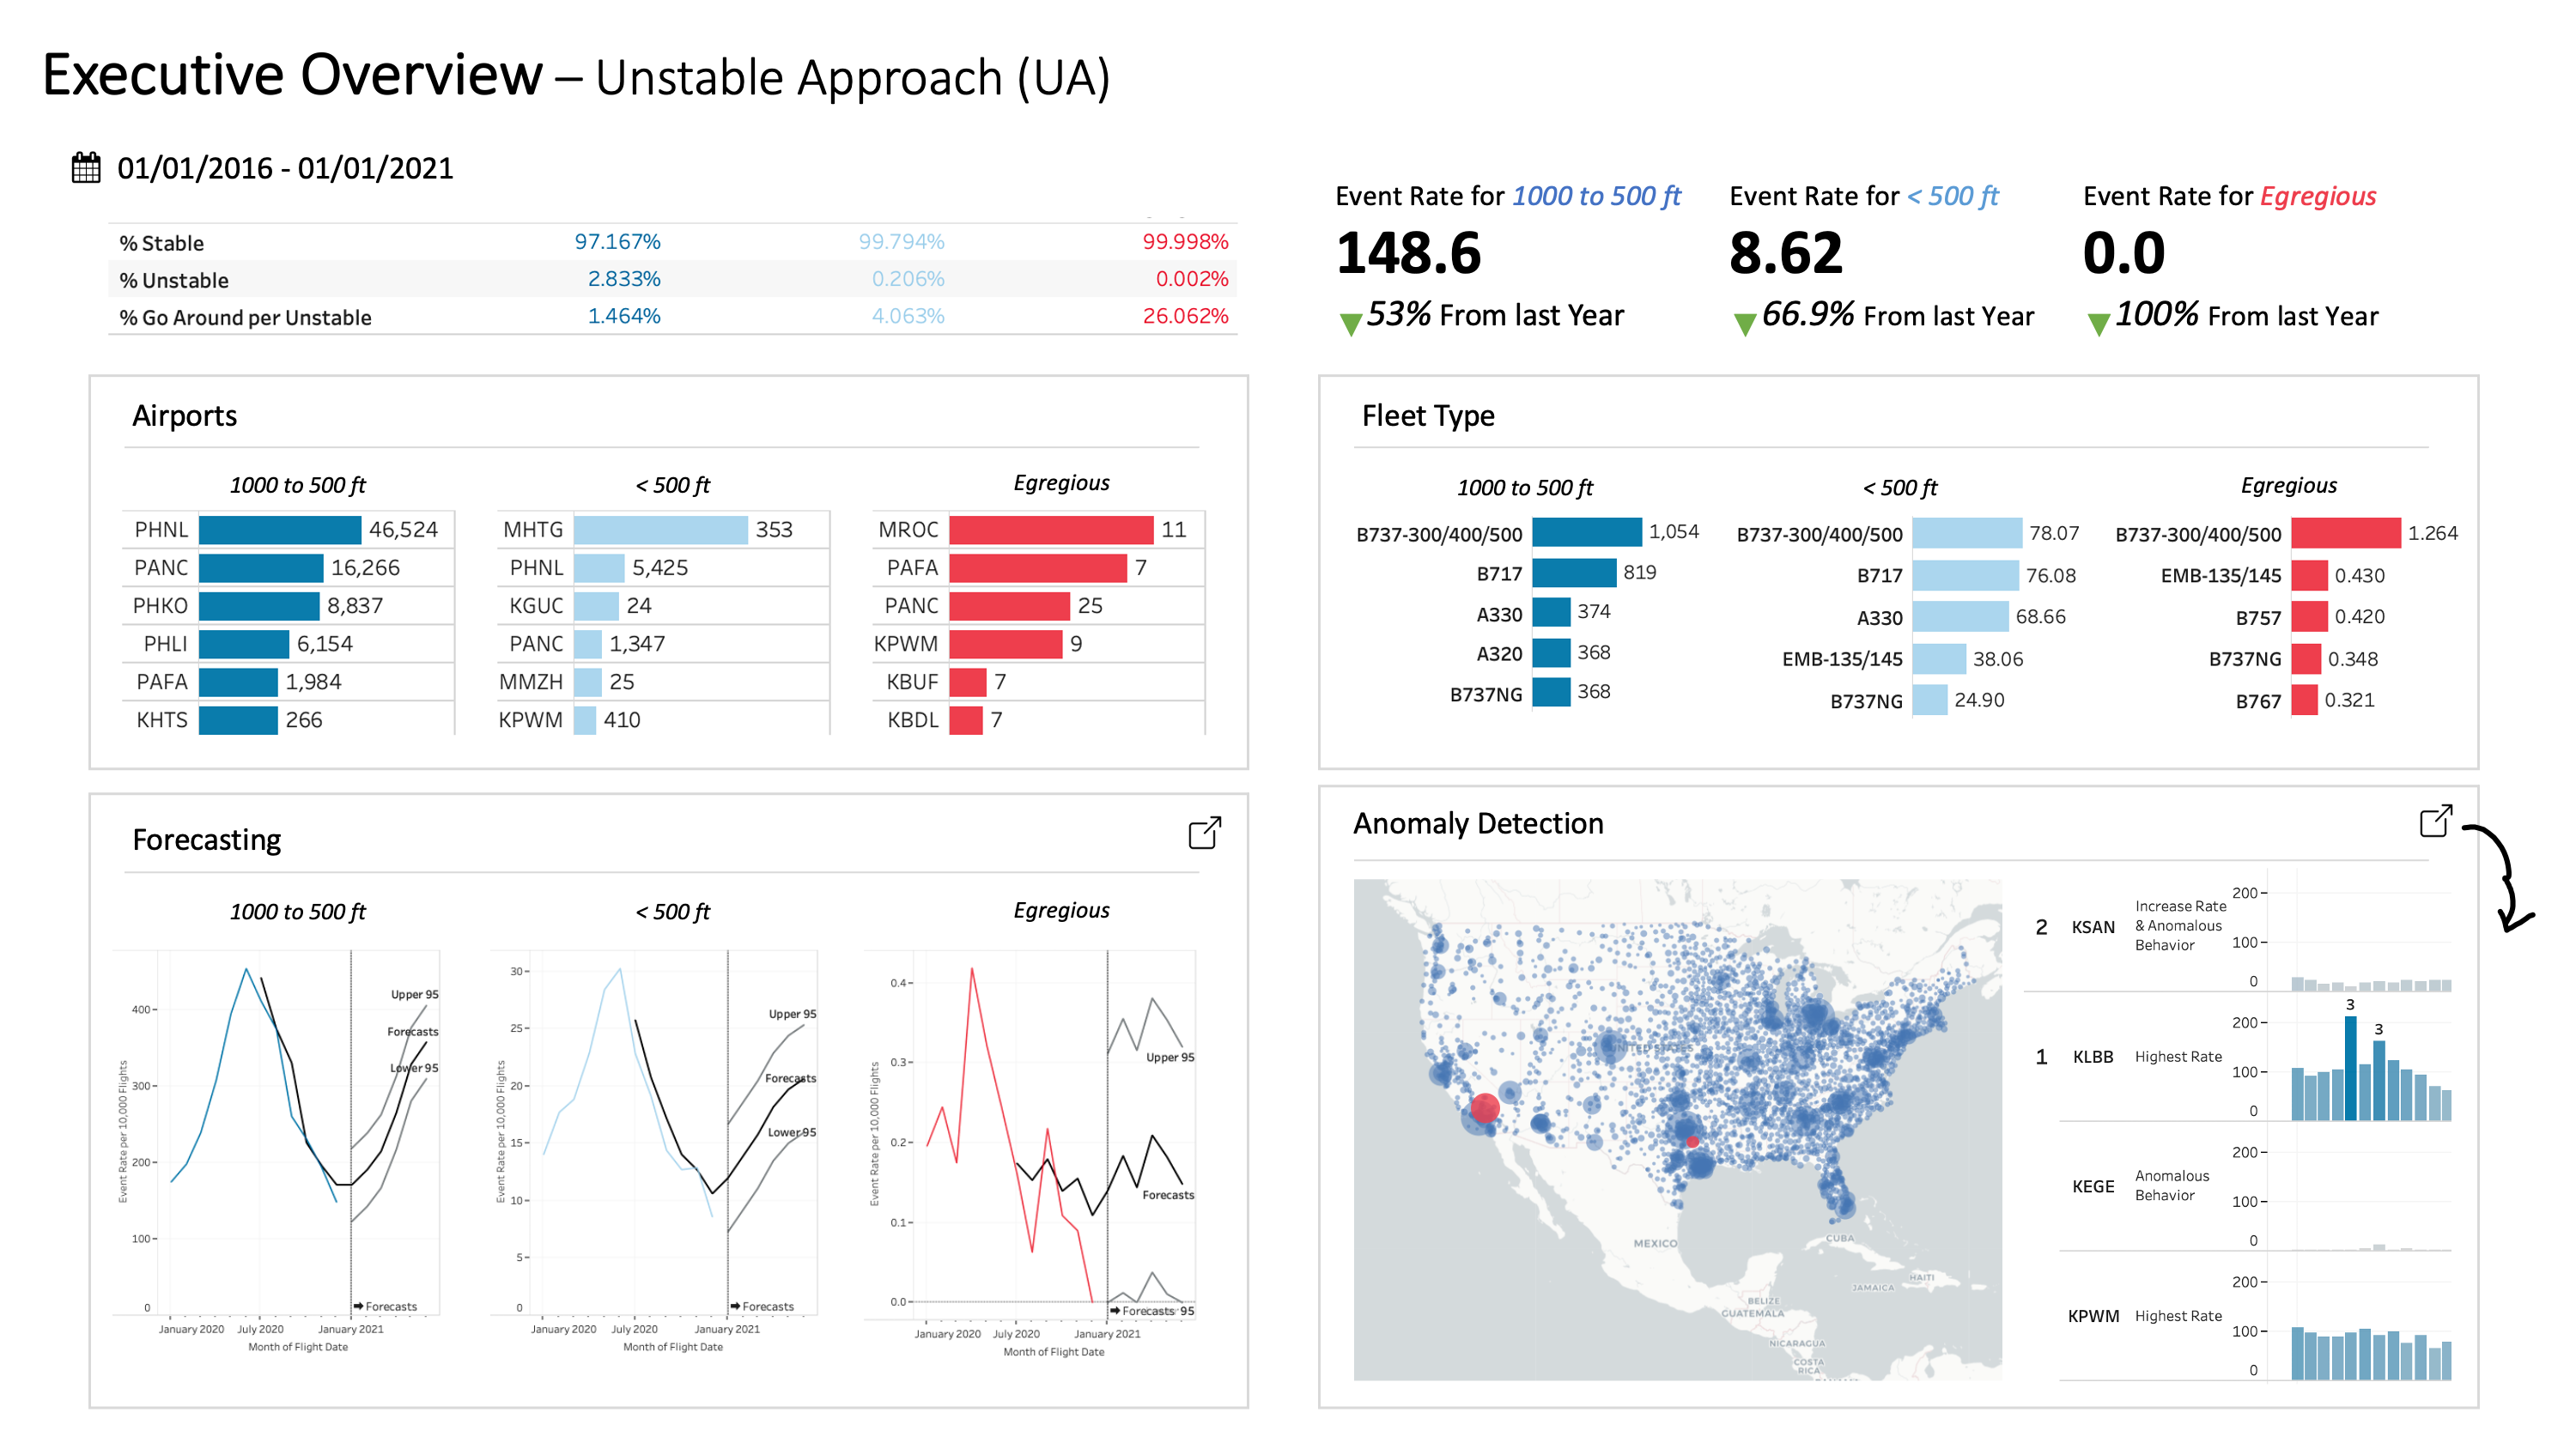 Executive Overview – Unstable Approach (UA)
01/01/2016 - 01/01/2021
% Stable 97.167% 99.794% 99.998%
% Unstable 2.833% 0.206% 0.002%
% Go Around per Unstable 1.464% 4.063% 26.062%
Event Rate for 1000 to 500 ft
148.6
53% From last Year
Event Rate for < 500 ft
8.62
66.9% From last Year
Event Rate for Egregious
0.0
100% From last Year
Airports
1000 to 500 ft
PHNL 46,524
PANC 16,266
PHKO 8,837
PHLI 6,154
PAFA 1,984
KHTS 266
< 500 ft
MHTG 353
PHNL 5,425
KGUC 24
PANC 1,347
MMZH 25
KPWM 410
Egregious
MROC 11
PAFA 7
PANC 25
KPWM 9
KBUF 7
KBDL 7
Fleet Type
1000 to 500 ft
B737-300/400/500 1,054
B717 819
A330 374
A320 368
B737NG 368
< 500 ft
B737-300/400/500 78.07
B717 76.08
A330 68.66
EMB-135/145 38.06
B737NG 24.90
Egregious
B737-300/400/500 1.264
EMB-135/145 0.430
B757 0.420
B737NG 0.348
B767 0.321
Forecasting
1000 to 500 ft
Event Rate per 10,000 Flights
400
300
200
100
0
Upper 95
Forecasts
Lower 95
Forecasts
January 2020 July 2020 January 2021
Month of Flight Date
< 500 ft
Event Rate per 10,000 Flights
30
25
20
15
10
5
0
Upper 95
Forecasts
Lower 95
Forecasts
January 2020 July 2020 January 2021
Month of Flight Date
Egregious
Event Rate per 10,000 Flights
0.4
0.3
0.2
0.1
0.0
Upper 95
Forecasts
Forecasts 95
January 2020 July 2020 January 2021
Month of Flight Date
Anomaly Detection
UNITED STATES
MEXICO
CUBA
HAITI
JAMAICA
BELIZE
GUATEMALA
NICARAGUA
COSTA
RICA
2 KSAN
Increase Rate
& Anomalous
Behavior
200
100
0
1 KLBB Highest Rate
200
100
0
3
3
KEGE
Anomalous
Behavior
200
100
0
KPWM Highest Rate
200
100
0